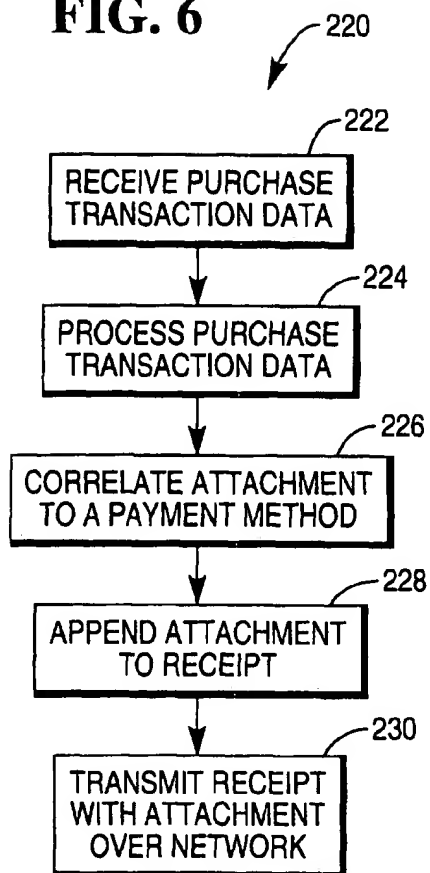 FIG. 6
220
222
RECEIVE PURCHASE
TRANSACTION DATA
224
PROCESS PURCHASE
TRANSACTION DATA
226
CORRELATE ATTACHMENT
TO A PAYMENT METHOD
228
APPEND ATTACHMENT
TO RECEIPT
230
TRANSMIT RECEIPT
WITH ATTACHMENT
OVER NETWORK